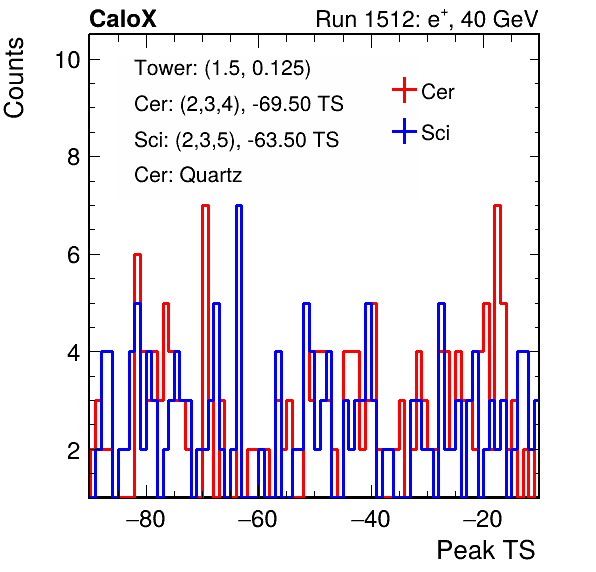 CaloX Run 1512: e⁺, 40 GeV
Counts
Tower: (1.5, 0.125)
Cer: (2,3,4), -69.50 TS
Sci: (2,3,5), -63.50 TS
Cer: Quartz
Cer
Sci
10
8
6
4
2
−80 −60 −40 −20
Peak TS